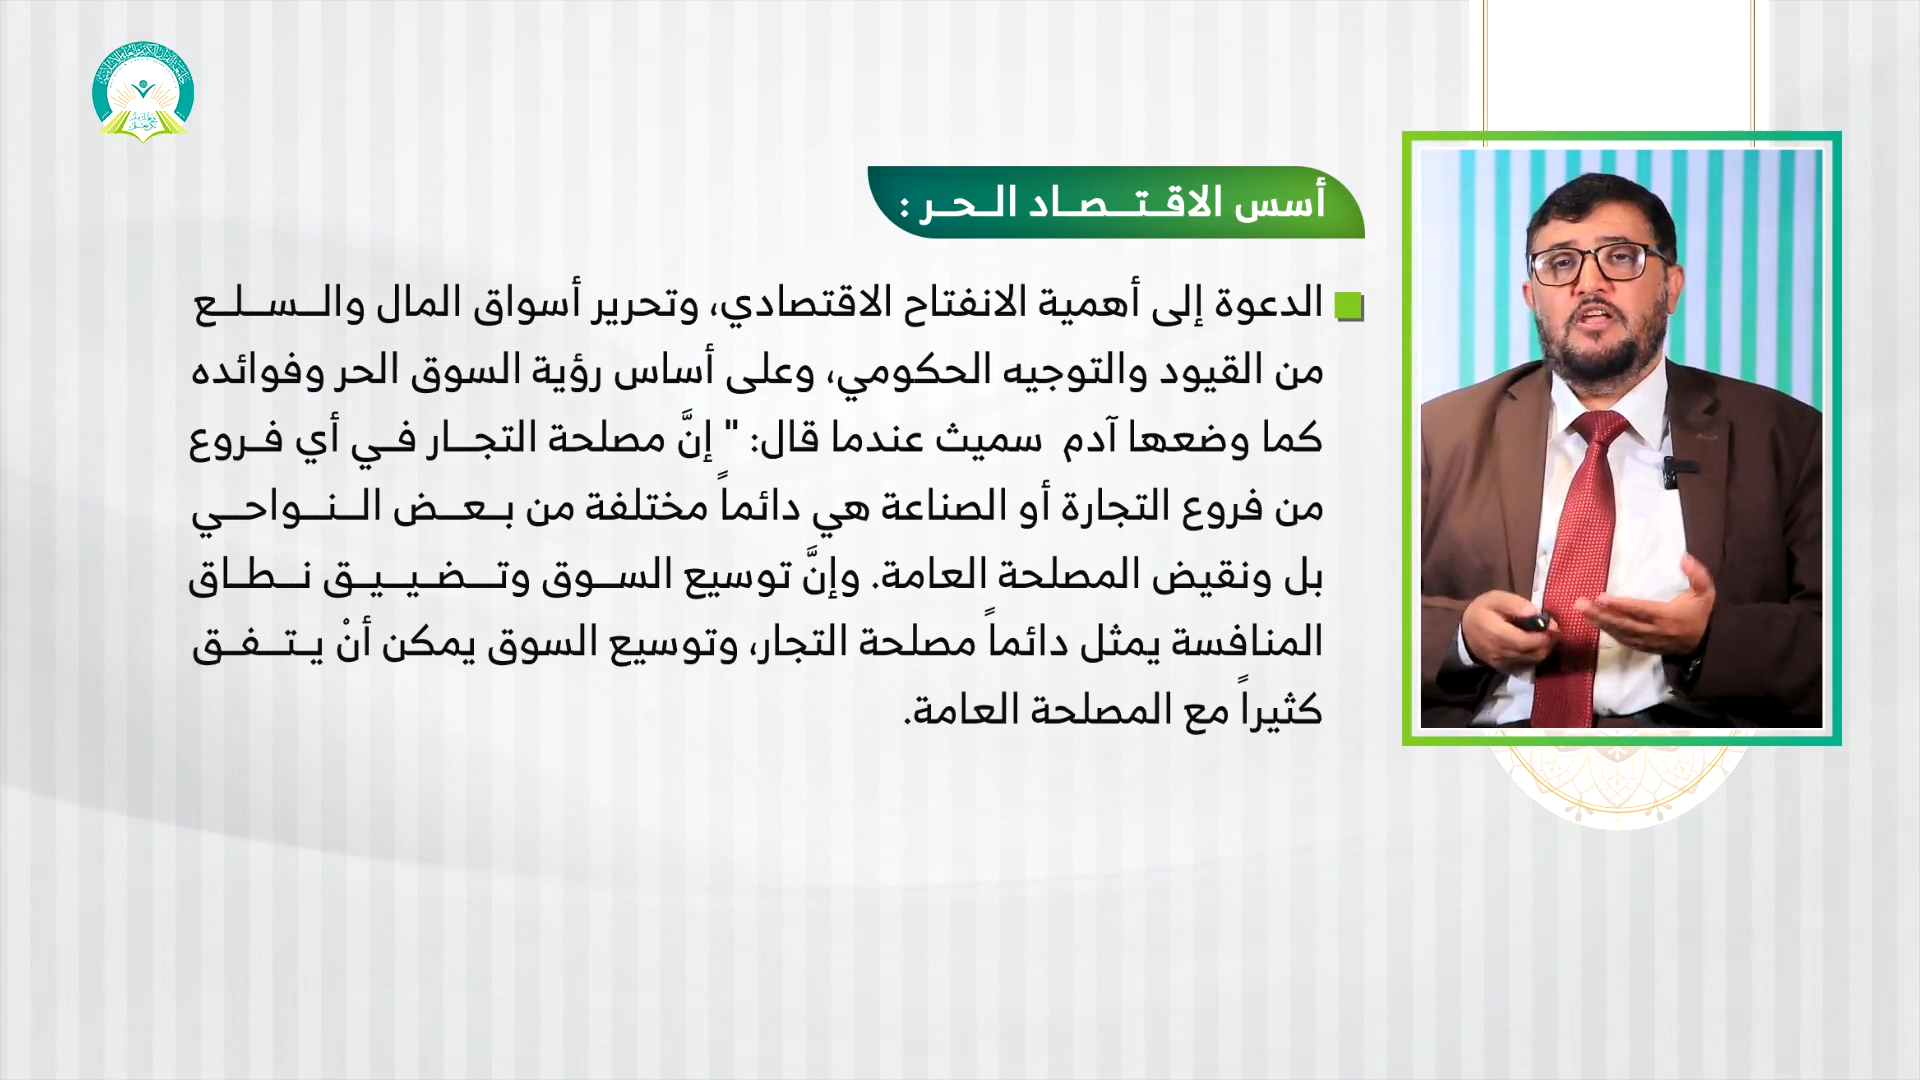 أسس الاقتصاد الحر :
الدعوة إلى أهمية الانفتاح الاقتصادي، وتحرير أسواق المال والسلع
من القيود والتوجيه الحكومي، وعلى أساس رؤية السوق الحر وفوائده
كما وضعها آدم سميث عندما قال: " إنَّ مصلحة التجار في أي فروع
من فروع التجارة أو الصناعة هي دائماً مختلفة من بعض النواحي
بل ونقيض المصلحة العامة. وإنَّ توسيع السوق وتضييق نطاق
المنافسة يمثل دائماً مصلحة التجار، وتوسيع السوق يمكن أنْ يتفق
كثيراً مع المصلحة العامة.